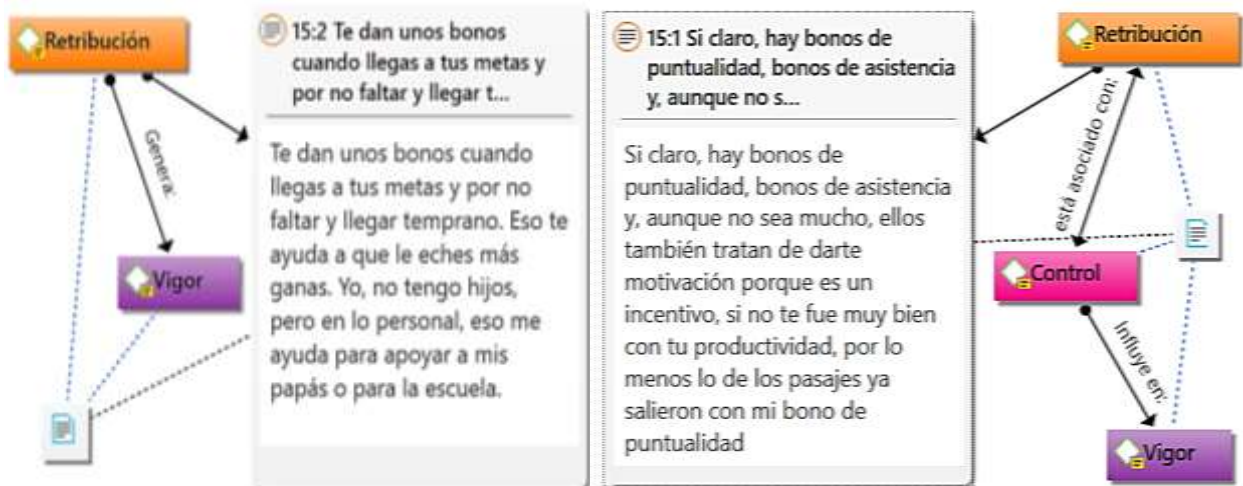 Retribución
Genera:
Vigor
15:2 Te dan unos bonos
cuando llegas a tus metas y
por no faltar y llegar t...
Te dan unos bonos cuando
llegas a tus metas y por no
faltar y llegar temprano. Eso te
ayuda a que le eches más
ganas. Yo, no tengo hijos,
pero en lo personal, eso me
ayuda para apoyar a mis
papás o para la escuela.
15:1 Si claro, hay bonos de
puntualidad, bonos de asistencia
y, aunque no s...
Si claro, hay bonos de
puntualidad, bonos de asistencia
y, aunque no sea mucho, ellos
también tratan de darte
motivación porque es un
incentivo, si no te fue muy bien
con tu productividad, por lo
menos lo de los pasajes ya
salieron con mi bono de
puntualidad
Retribución
está asociado con:
Control
Influye en:
Vigor